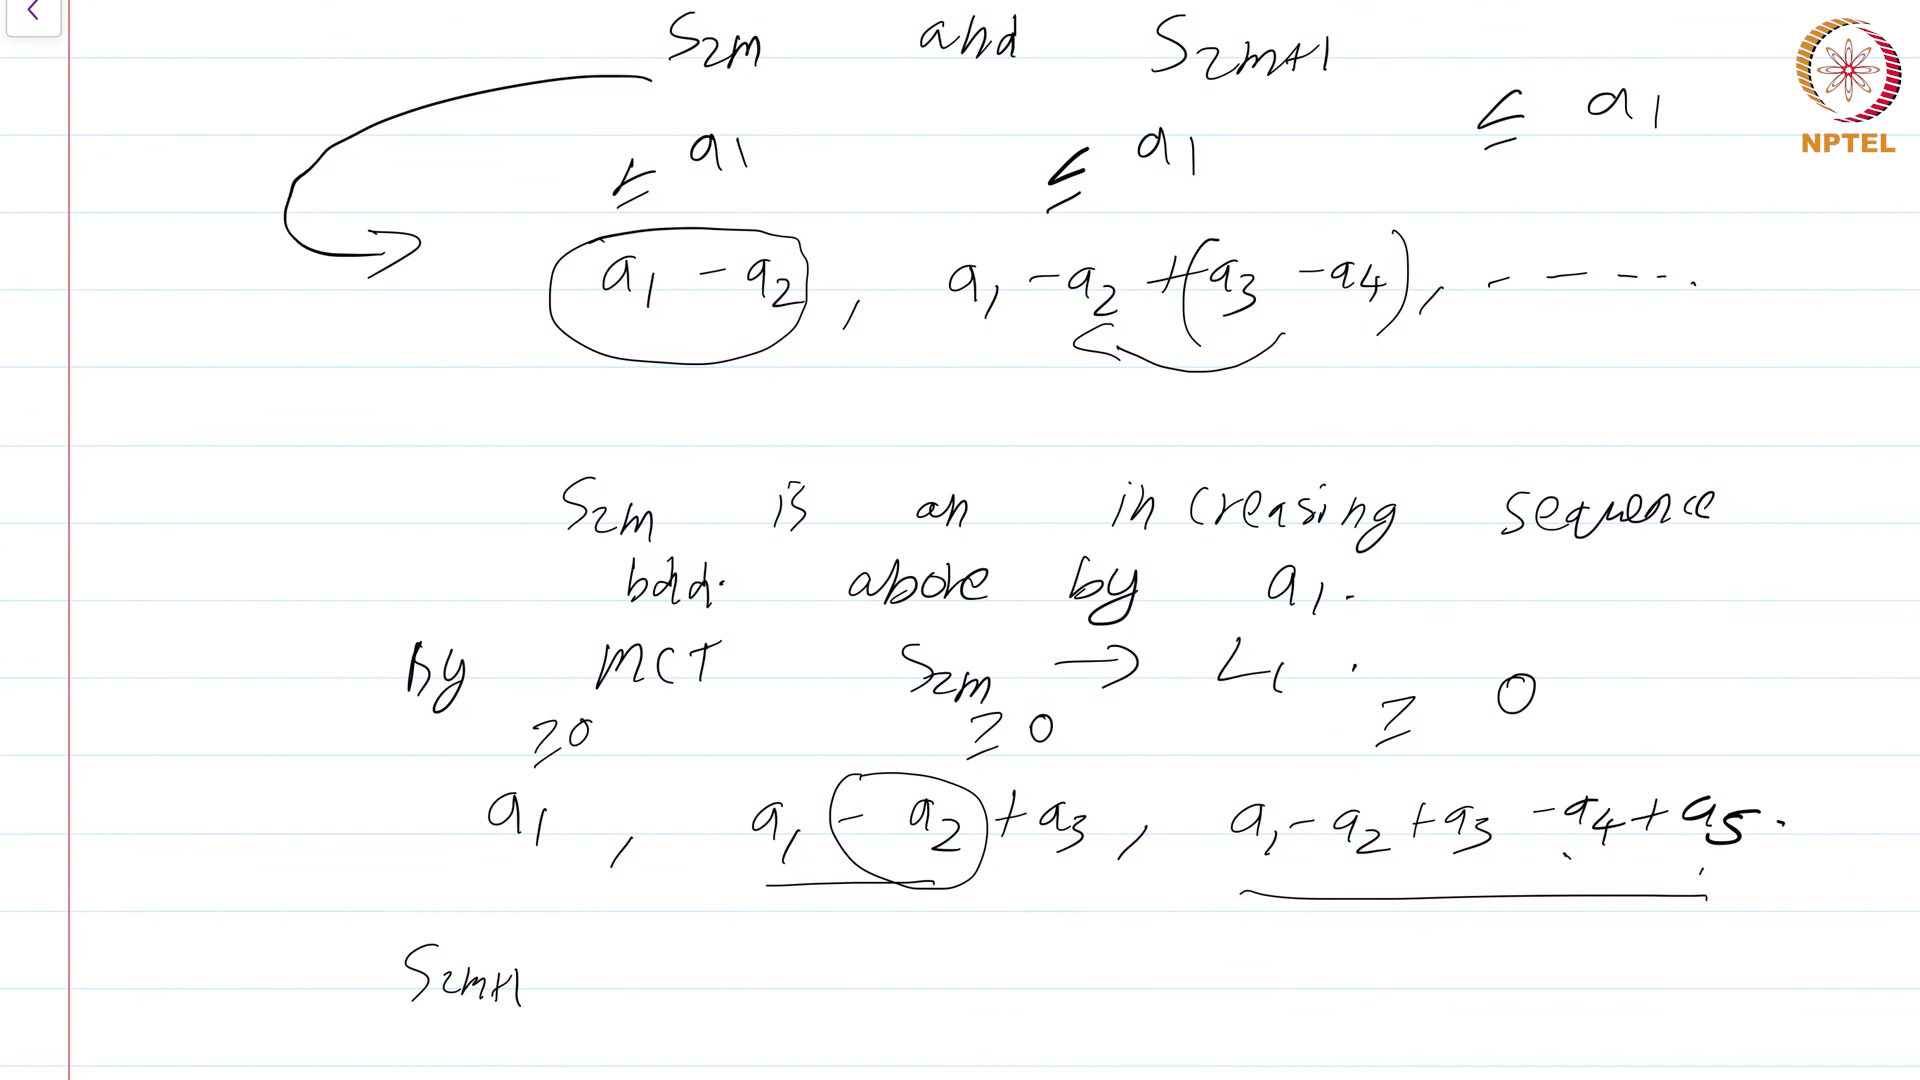 S2m and S2m+1
≤ a1 ≤ a1 ≤ a1
NPTEL
a1 - a2 , a1 - a2 + (a3 - a4) , - - - - ...
S2m is an increasing sequence
bdd. above by a1.
By MCT S2m → L1 .
≥0 ≥0 ≥ 0
a1 , a1 - a2 + a3 , a1 - a2 + a3 - a4 + a5 .
S2m+1